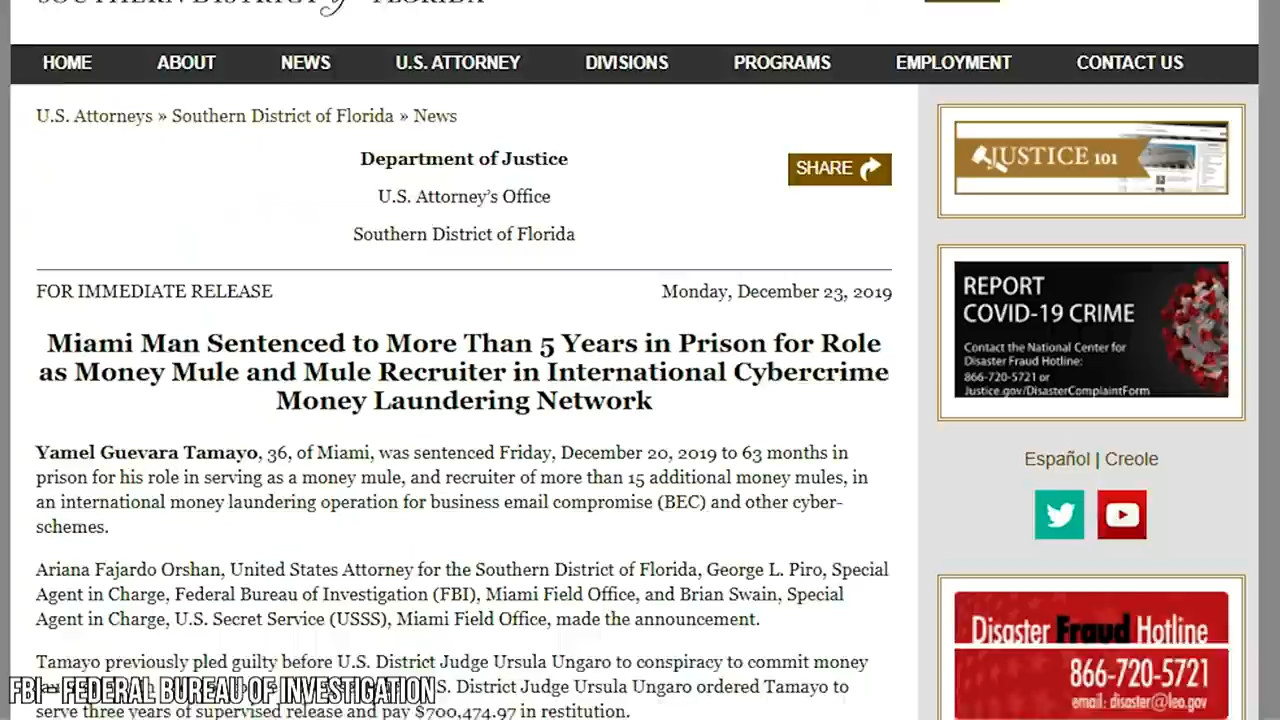 SOUTHERN DISTRICT of FLORIDA
HOME ABOUT NEWS U.S. ATTORNEY DIVISIONS PROGRAMS EMPLOYMENT CONTACT US
U.S. Attorneys » Southern District of Florida » News
Department of Justice
U.S. Attorney's Office
Southern District of Florida
SHARE
FOR IMMEDIATE RELEASE Monday, December 23, 2019
Miami Man Sentenced to More Than 5 Years in Prison for Role
as Money Mule and Mule Recruiter in International Cybercrime
Money Laundering Network
Yamel Guevara Tamayo, 36, of Miami, was sentenced Friday, December 20, 2019 to 63 months in
prison for his role in serving as a money mule, and recruiter of more than 15 additional money mules, in
an international money laundering operation for business email compromise (BEC) and other cyber-
schemes.
Ariana Fajardo Orshan, United States Attorney for the Southern District of Florida, George L. Piro, Special
Agent in Charge, Federal Bureau of Investigation (FBI), Miami Field Office, and Brian Swain, Special
Agent in Charge, U.S. Secret Service (USSS), Miami Field Office, made the announcement.
Tamayo previously pled guilty before U.S. District Judge Ursula Ungaro to conspiracy to commit money
S. District Judge Ursula Ungaro ordered Tamayo to
serve three years of supervised release and pay $700,474.97 in restitution.
FBI - FEDERAL BUREAU OF INVESTIGATION
JUSTICE 101
REPORT
COVID-19 CRIME
Contact the National Center for
Disaster Fraud Hotline:
866-720-5721 or
Justice.gov/DisasterComplaintForm
Español | Creole
Disaster Fraud Hotline
866-720-5721
email: disaster@leo.gov